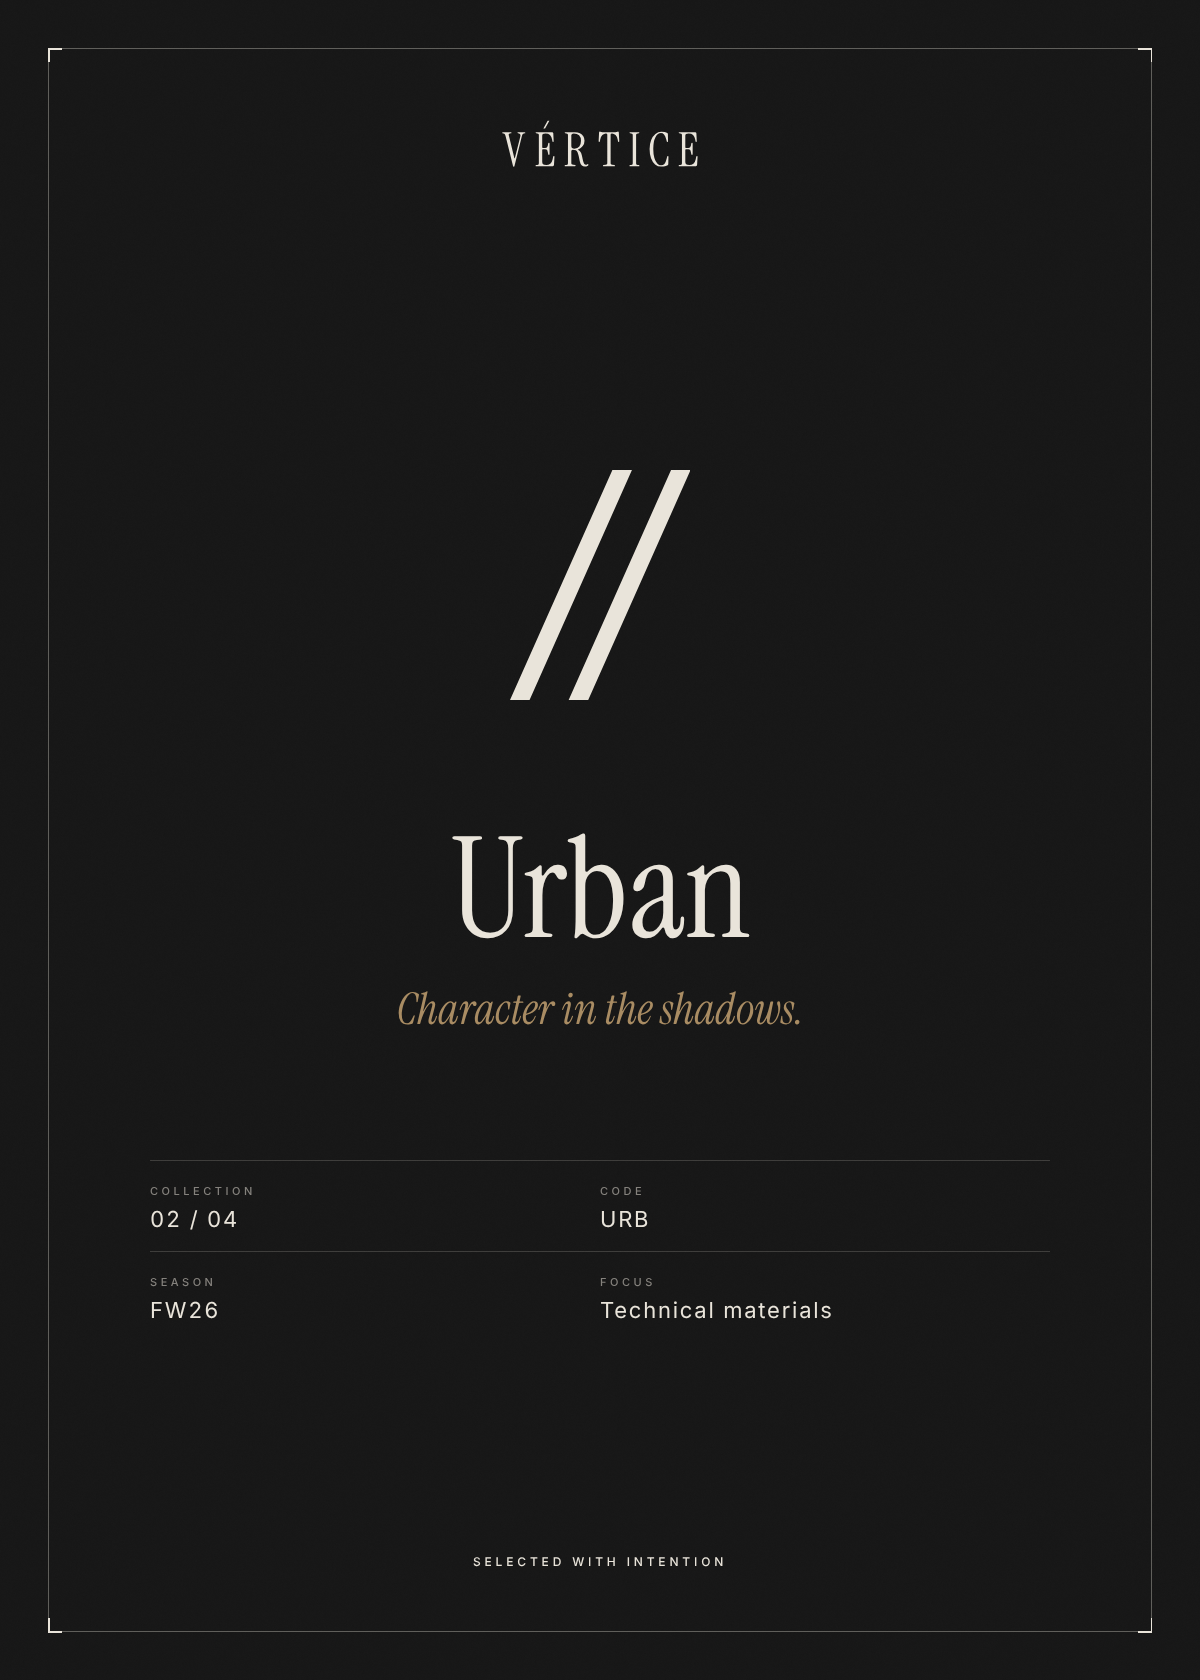 VÉRTICE
//
Urban
Character in the shadows.
COLLECTION CODE
02 / 04 URB
SEASON FOCUS
FW26 Technical materials
SELECTED WITH INTENTION